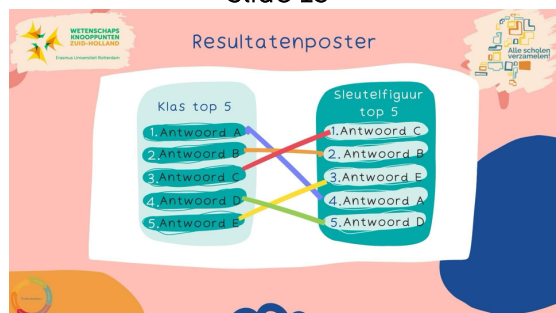 WETENSCHAPS
KNOOPPUNTEN
ZUID-HOLLAND
Erasmus Universiteit Rotterdam
Resultatenposter
Alle scholen
verzamelen!
Klas top 5
1. Antwoord A
2. Antwoord B
3. Antwoord C
4. Antwoord D
5. Antwoord E
Sleutelfiguur
top 5
1. Antwoord C
2. Antwoord B
3. Antwoord E
4. Antwoord A
5. Antwoord D